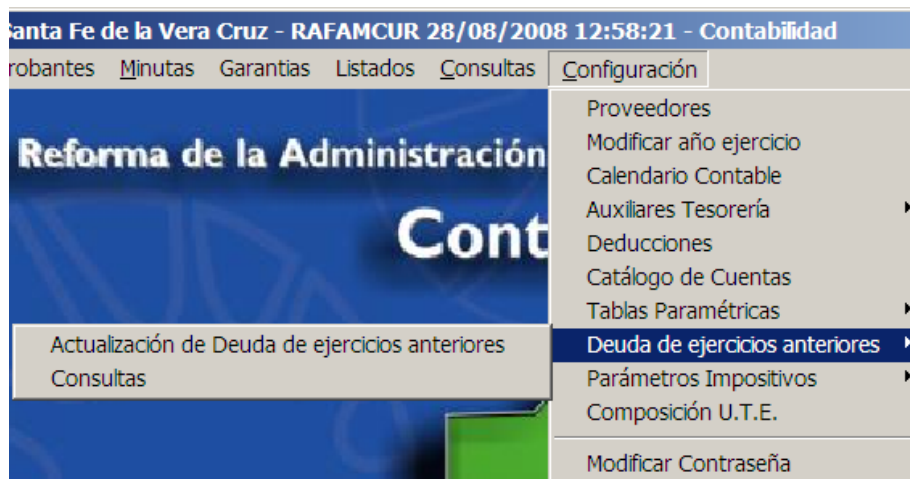 Santa Fe de la Vera Cruz - RAFAMCUR 28/08/2008 12:58:21 - Contabilidad
robantes Minutas Garantias Listados Consultas Configuración
Reforma de la Administración
Cont
Proveedores
Modificar año ejercicio
Calendario Contable
Auxiliares Tesorería
Deducciones
Catálogo de Cuentas
Tablas Paramétricas
Deuda de ejercicios anteriores
Actualización de Deuda de ejercicios anteriores
Consultas
Parámetros Impositivos
Composición U.T.E.
Modificar Contraseña